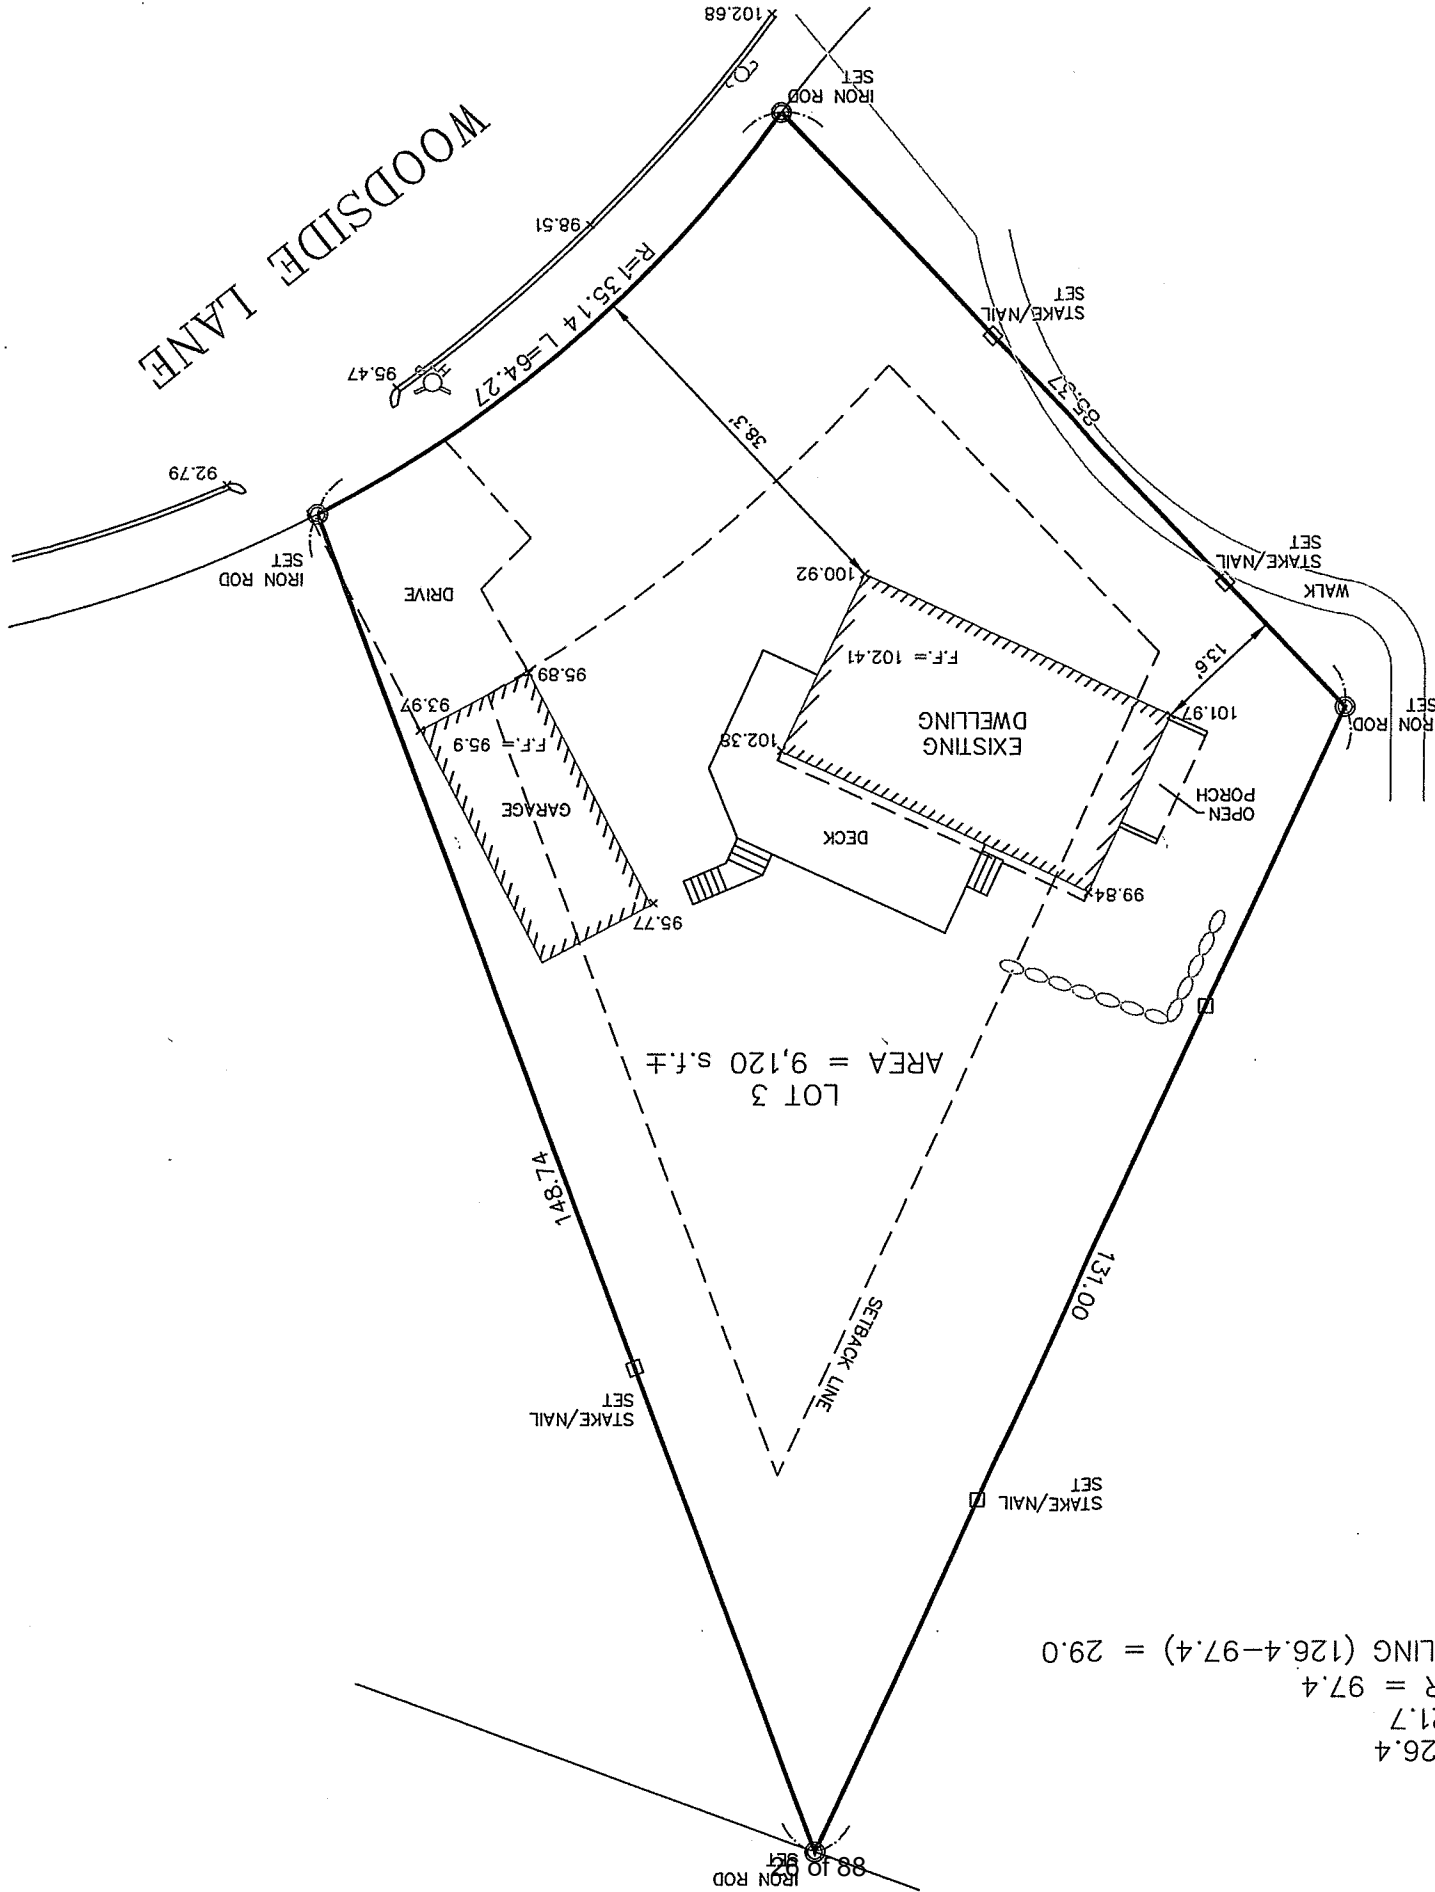 26.4
21.7
R = 97.4
LING (126.4-97.4) = 29.0
IRON ROD
SET
26 of 88
STAKE/NAIL
SET
STAKE/NAIL
SET
SETBACK LINE
131.00
148.74
LOT 3
AREA = 9,120 s.f.±
99.84
95.77
OPEN
PORCH
DECK
GARAGE
F.F. = 95.9
EXISTING
DWELLING
F.F. = 102.41
102.38
101.97
100.92
93.97
95.89
IRON ROD
SET
13.6'
WALK
STAKE/NAIL
SET
DRIVE
IRON ROD
SET
92.79
38.3'
85.37
STAKE/NAIL
SET
R=135.14 L=64.27
95.47
98.51
WOODSIDE LANE
IRON ROD
SET
102.68